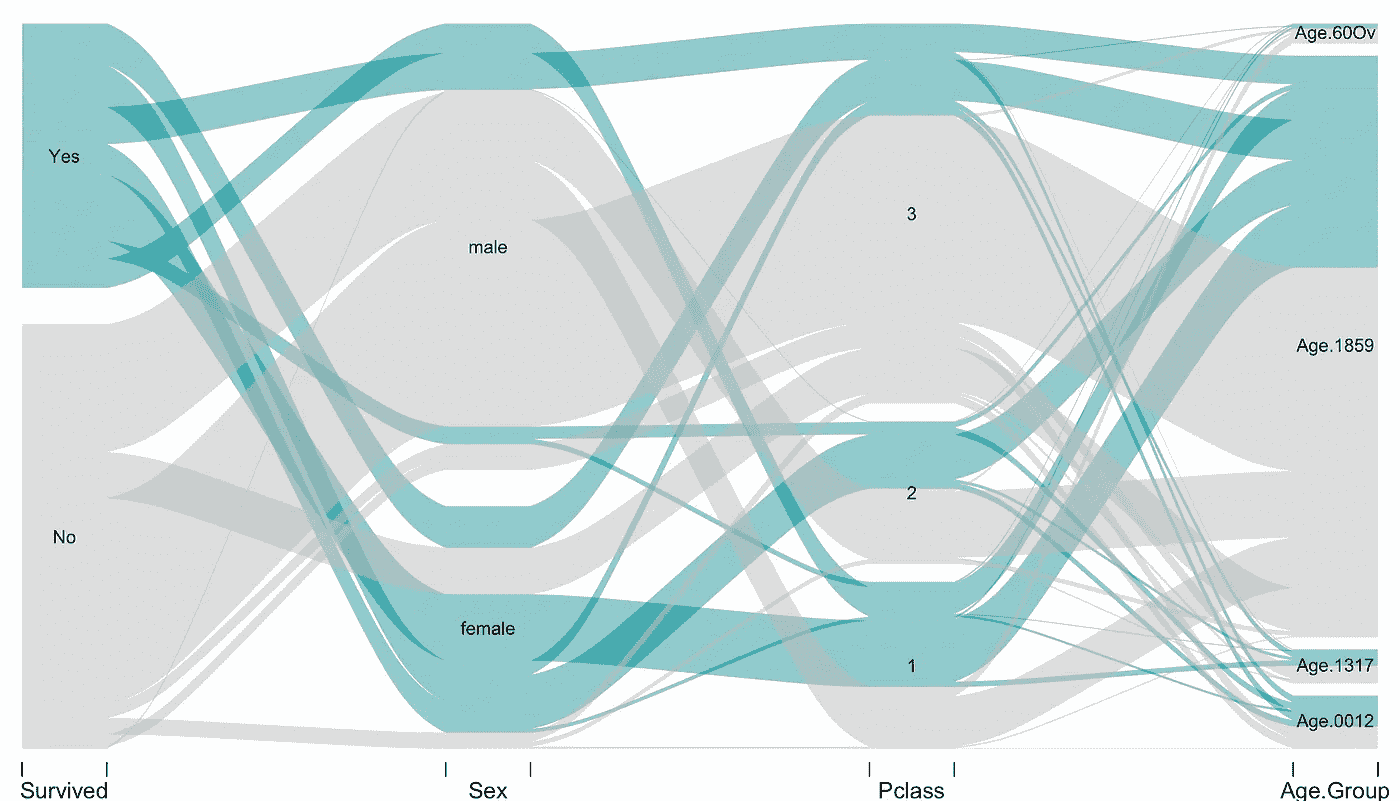 Age.60Ov
Yes
3
male
Age.1859
2
No
female
1
Age.1317
Age.0012
Survived
Sex
Pclass
Age.Group